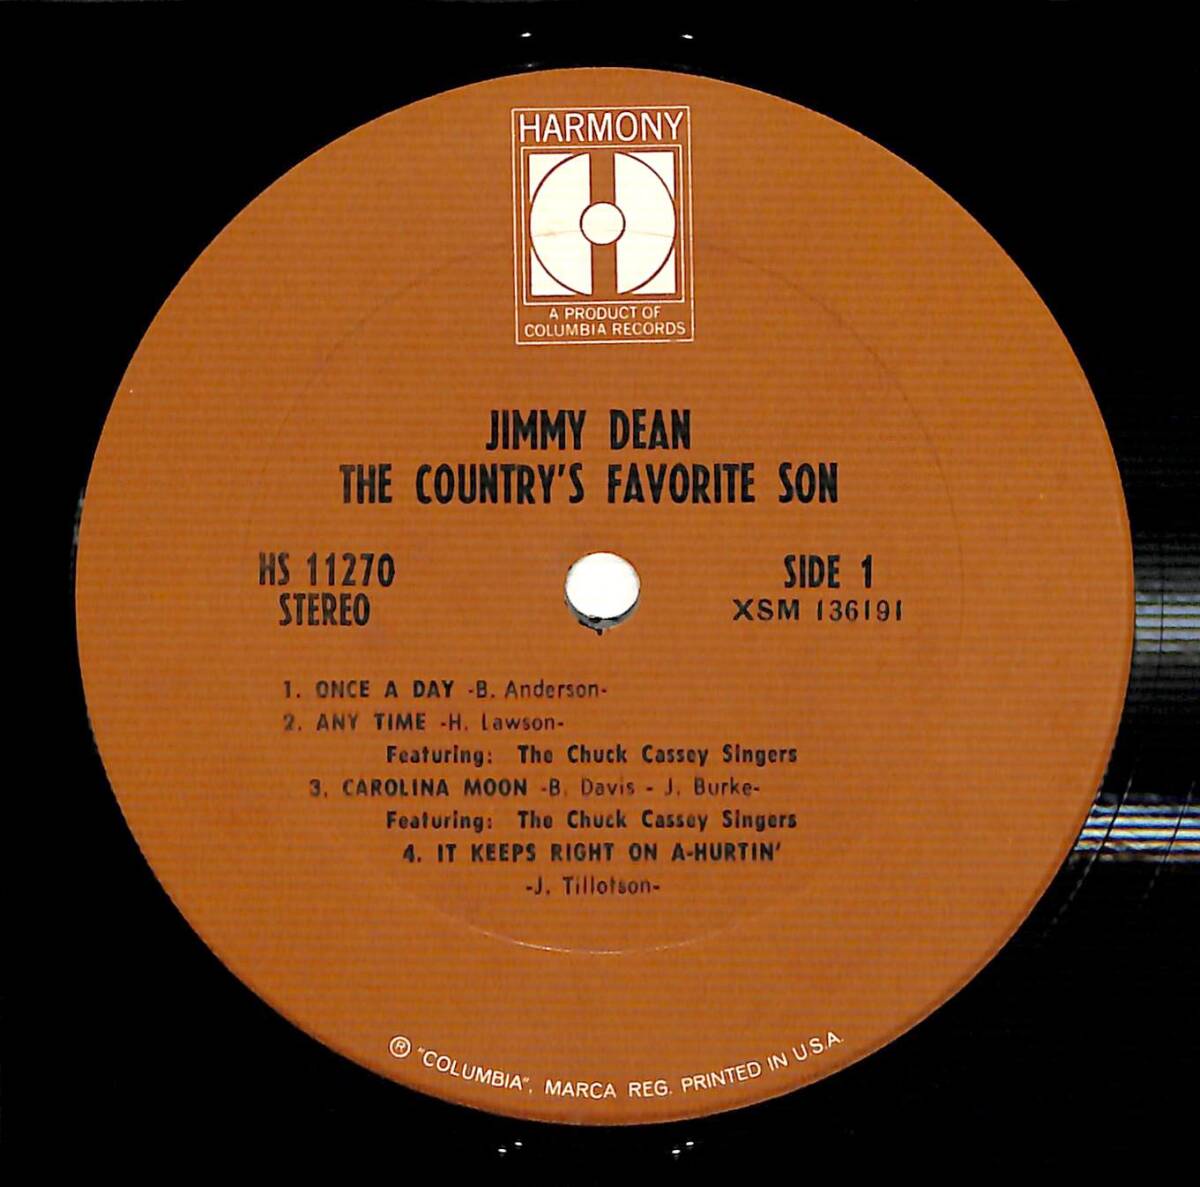 HARMONY
A PRODUCT OF
COLUMBIA RECORDS
JIMMY DEAN
THE COUNTRY'S FAVORITE SON
HS 11270
STEREO
SIDE 1
XSM 136191
1. ONCE A DAY -B. Anderson-
2. ANY TIME -H. Lawson-
Featuring: The Chuck Cassey Singers
3. CAROLINA MOON -B. Davis - J. Burke-
Featuring: The Chuck Cassey Singers
4. IT KEEPS RIGHT ON A-HURTIN'
-J. Tillotson-
® "COLUMBIA", MARCA REG. PRINTED IN U.S.A.